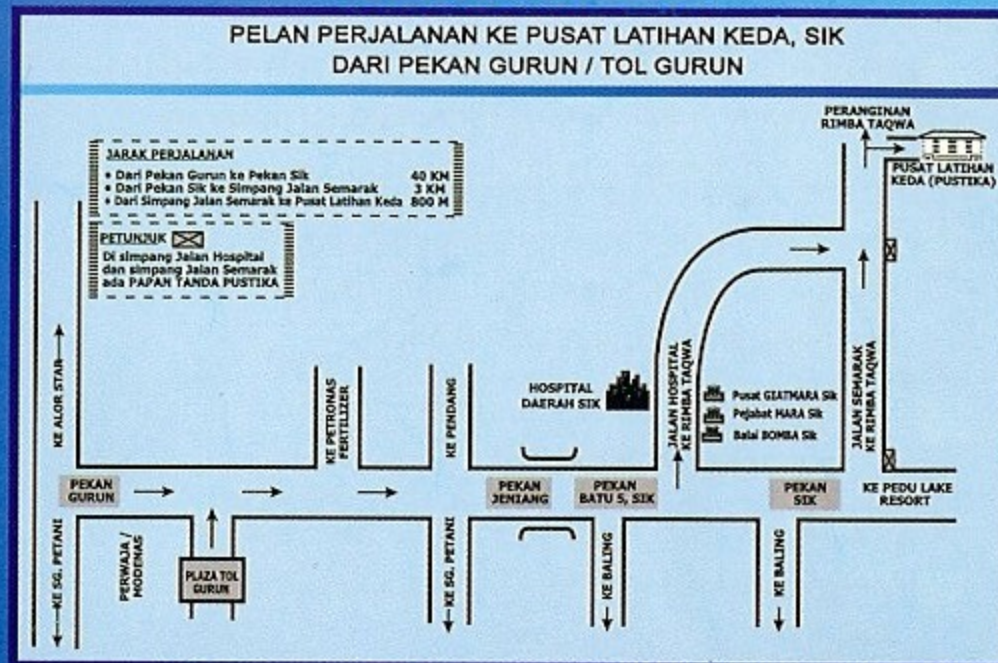 PELAN PERJALANAN KE PUSAT LATIHAN KEDA, SIK
DARI PEKAN GURUN / TOL GURUN
JARAK PERJALANAN
• Dari Pekan Gurun ke Pekan Sik 40 KM
• Dari Pekan Sik ke Simpang Jalan Semarak 3 KM
• Dari Simpang Jalan Semarak ke Pusat Latihan Keda 800 M
PETUNJUK
Di simpang Jalan Hospital
dan simpang Jalan Semarak
ada PAPAN TANDA PUSTIKA
PERANGINAN
RIMBA TAQWA
PUSAT LATIHAN
KEDA (PUSTIKA)
KE ALOR STAR
KE PETRONAS
FERTILIZER
KE PENDANG
HOSPITAL
DAERAH SIK
JALAN HOSPITAL
KE RIMBA TAQWA
Pusat GIATMARA Sik
Pejabat MARA Sik
Balai BOMBA Sik
JALAN SEMARAK
KE RIMBA TAQWA
PEKAN
GURUN
PEKAN
JENIANG
PEKAN
BATU 5, SIK
PEKAN
SIK
KE PEDU LAKE
RESORT
KE SG. PETANI
PERWAJA /
MODENAS
PLAZA TOL
GURUN
KE SG. PETANI
KE BALING
KE BALING